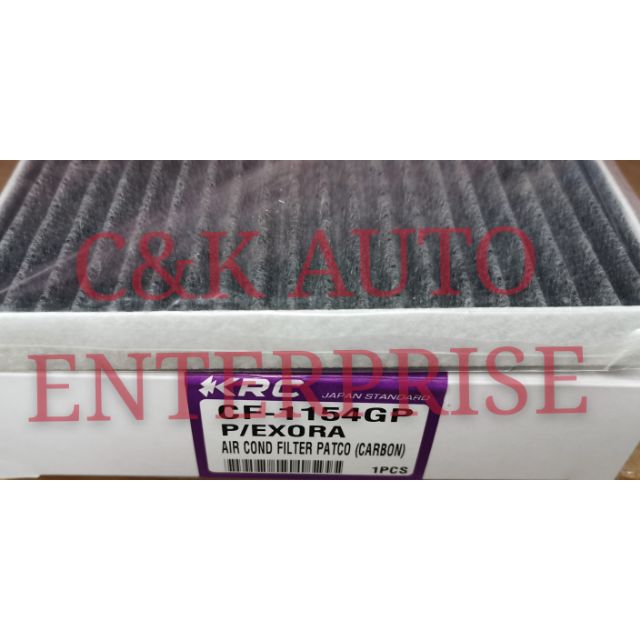 C&K AUTO
ENTERPRISE
KRC JAPAN STANDARD
CF-1154GP
P/EXORA
AIR COND FILTER PATCO (CARBON)
1PCS